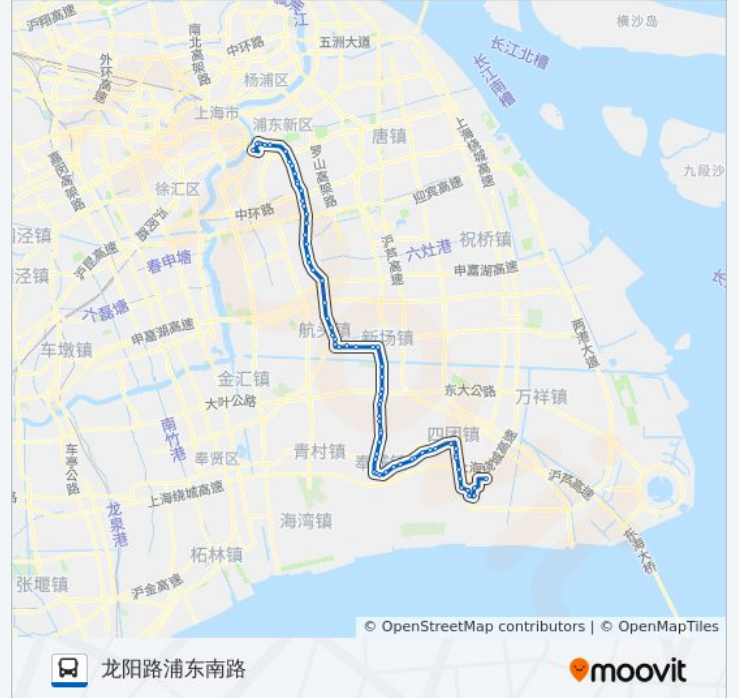 沪翔高速
横沙岛
五洲大道
长江北槽
中环路
南北高架路
外环高速
长江南槽
杨浦区
上海市
浦东新区
唐镇
上海绕城高速
罗山高架路
嘉闵高架路
九段沙
徐汇区
迎宾高速
沪闵路
中环路
泾镇
六灶港
祝桥镇
沪芦高速
沪昆高速
春申塘
申嘉湖高速
泾镇
六磊塘
申嘉湖高速
航头镇
新场镇
两港大道
车墩镇
金汇镇
东大公路
万祥镇
大叶公路
南竹港
四团镇
青村镇
奉贤区
车亭公路
沪芦高速
上海绕城高速
龙泉港
海湾镇
东海大桥
柘林镇
张堰镇
沪金高速
© OpenStreetMap contributors | © OpenMapTiles
龙阳路浦东南路
moovit